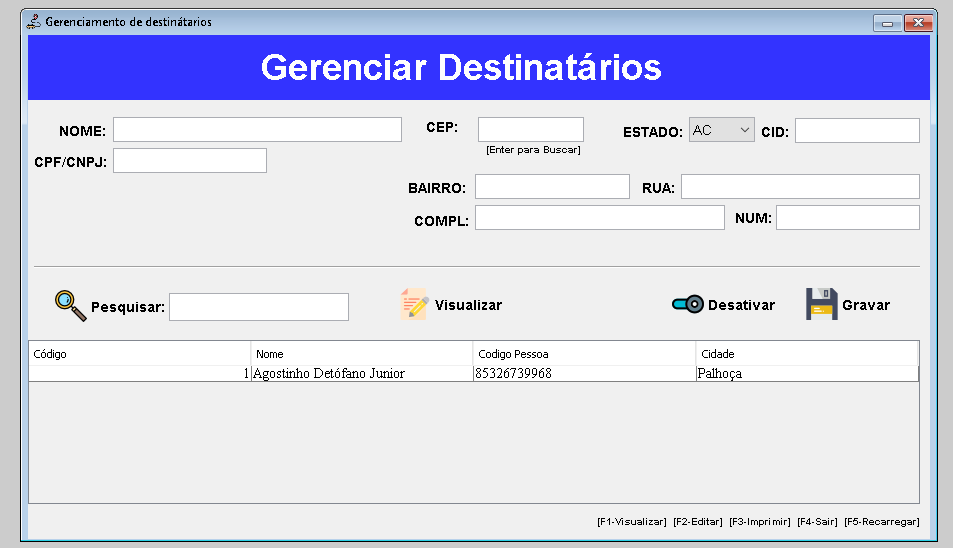 Gerenciamento de destinátarios
Gerenciar Destinatários
NOME: CEP: ESTADO: AC CID:
[Enter para Buscar]
CPF/CNPJ:
BAIRRO: RUA:
COMPL: NUM:
Pesquisar: Visualizar Desativar Gravar
Código Nome Codigo Pessoa Cidade
1 Agostinho Detófano Junior 85326739968 Palhoça
[F1-Visualizar] [F2-Editar] [F3-Imprimir] [F4-Sair] [F5-Recarregar]